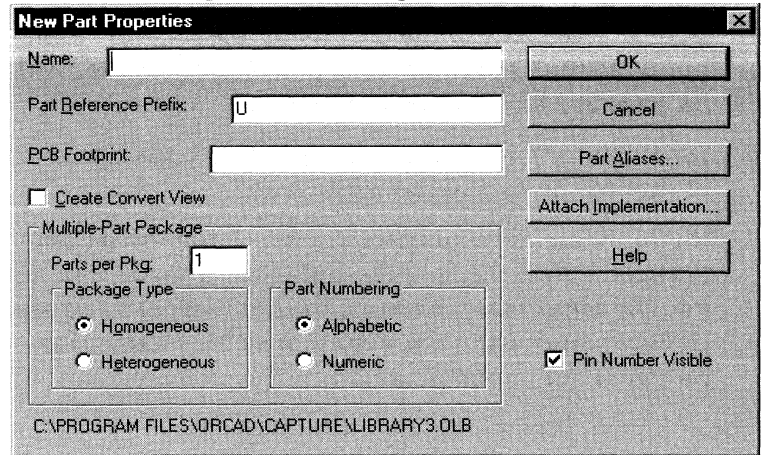 New Part Properties
Name:
OK
Part Reference Prefix: U
Cancel
PCB Footprint:
Part Aliases...
Create Convert View
Attach Implementation...
Multiple-Part Package
Parts per Pkg: 1
Help
Package Type
Part Numbering
Homogeneous
Alphabetic
Heterogeneous
Numeric
Pin Number Visible
C:\PROGRAM FILES\ORCAD\CAPTURE\LIBRARY3.OLB